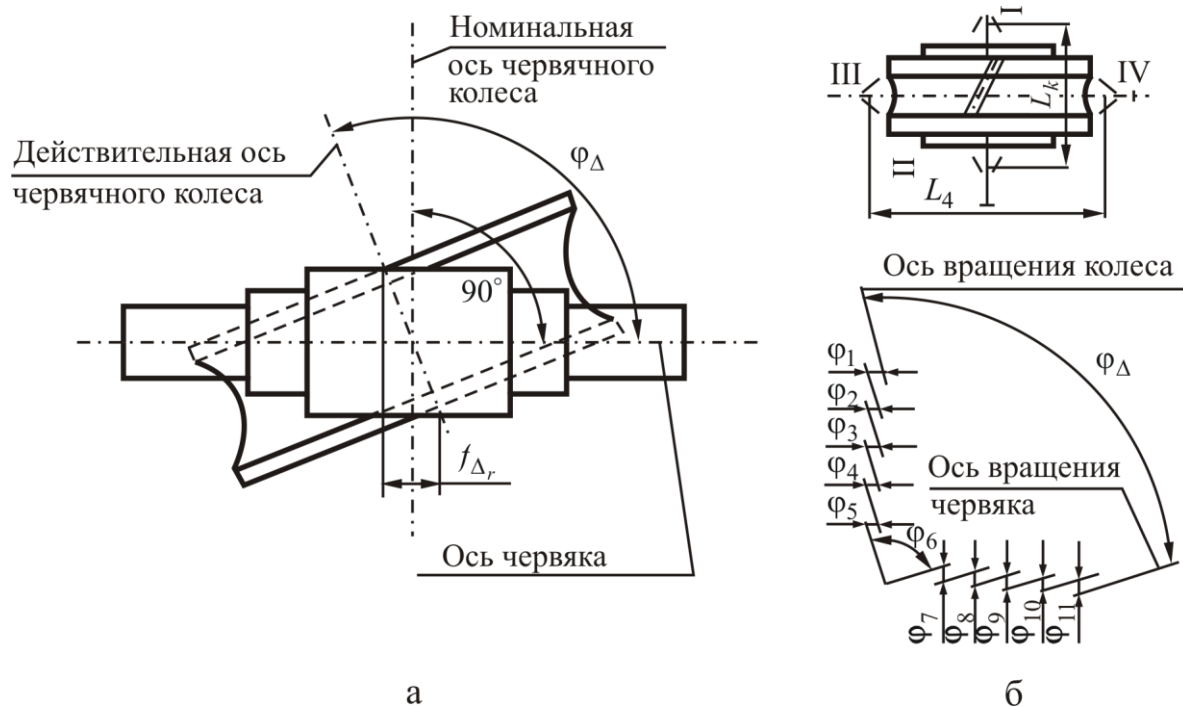 Номинальная
ось червячного
колеса
Действительная ось
червячного колеса
φΔ
90°
fΔr
Ось червяка
а
I
III
IV
Lk
II
L4
Ось вращения колеса
φ1
φ2
φ3
φ4
φ5
φ6
φΔ
Ось вращения
червяка
φ7
φ8
φ9
φ10
φ11
б